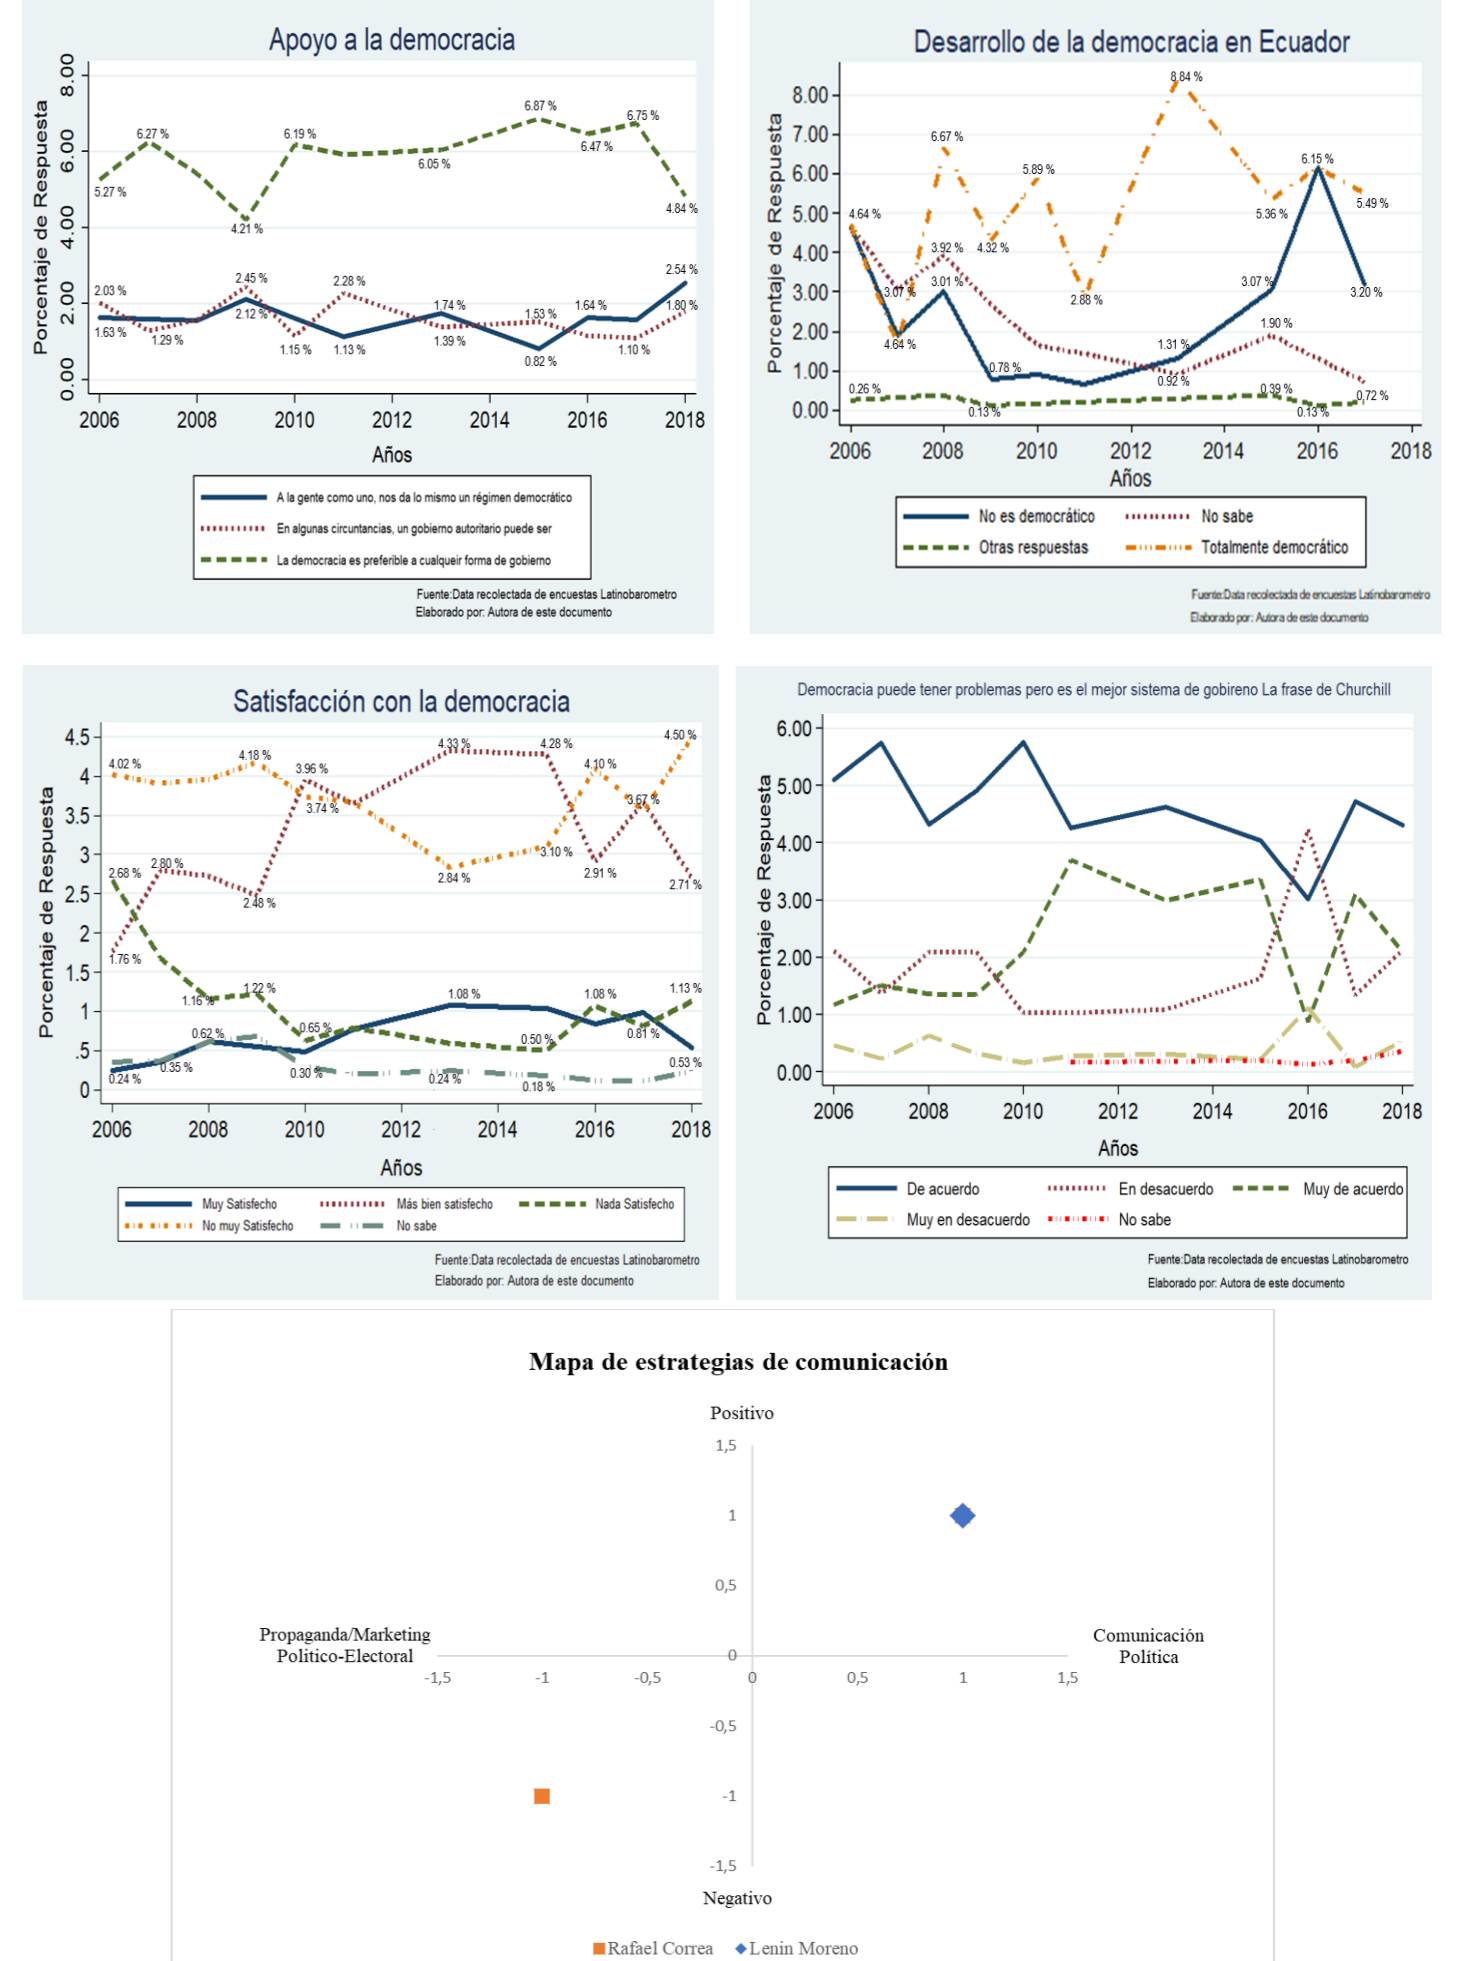 Apoyo a la democracia
Porcentaje de Respuesta
8.00
6.00
4.00
2.00
0.00
5.27 %
6.27 %
4.21 %
6.19 %
6.05 %
6.87 %
6.47 %
6.75 %
4.84 %
2.03 %
1.63 %
1.29 %
2.45 %
2.12 %
1.15 %
2.28 %
1.13 %
1.74 %
1.39 %
1.53 %
0.82 %
1.64 %
1.10 %
2.54 %
1.80 %
2006 2008 2010 2012 2014 2016 2018
Años
A la gente como uno, nos da lo mismo un régimen democrático
En algunas circuntancias, un gobierno autoritario puede ser
La democracia es preferible a cualqueir forma de gobierno
Fuente:Data recolectada de encuestas Latinobarometro
Elaborado por: Autora de este documento
Desarrollo de la democracia en Ecuador
Porcentaje de Respuesta
8.00
7.00
6.00
5.00
4.00
3.00
2.00
1.00
0.00
4.64 %
3.07 %
4.64 %
6.67 %
3.92 %
3.01 %
4.32 %
0.78 %
5.89 %
2.88 %
8.84 %
1.31 %
0.92 %
5.36 %
3.07 %
1.90 %
0.39 %
6.15 %
0.13 %
5.49 %
3.20 %
0.72 %
0.26 %
0.13 %
2006 2008 2010 2012 2014 2016 2018
Años
No es democrático No sabe
Otras respuestas Totalmente democrático
Fuente:Data recolectada de encuestas Latinobarometro
Elaborado por: Autora de este documento
Satisfacción con la democracia
Porcentaje de Respuesta
4.5
4
3.5
3
2.5
2
1.5
1
.5
0
4.02 %
4.18 %
3.96 %
3.74 %
4.33 %
2.84 %
4.28 %
3.10 %
4.10 %
2.91 %
3.67 %
4.50 %
2.71 %
2.68 %
2.80 %
2.48 %
1.76 %
1.16 %
1.22 %
0.62 %
0.65 %
0.30 %
0.24 %
0.35 %
1.08 %
0.24 %
0.50 %
0.18 %
1.08 %
0.81 %
1.13 %
0.53 %
2006 2008 2010 2012 2014 2016 2018
Años
Muy Satisfecho Más bien satisfecho Nada Satisfecho
No muy Satisfecho No sabe
Fuente:Data recolectada de encuestas Latinobarometro
Elaborado por: Autora de este documento
Democracia puede tener problemas pero es el mejor sistema de gobireno La frase de Churchill
Porcentaje de Respuesta
6.00
5.00
4.00
3.00
2.00
1.00
0.00
2006 2008 2010 2012 2014 2016 2018
Años
De acuerdo En desacuerdo Muy de acuerdo
Muy en desacuerdo No sabe
Fuente:Data recolectada de encuestas Latinobarometro
Elaborado por: Autora de este documento
Mapa de estrategias de comunicación
Positivo
1,5
1
0,5
0
-0,5
-1
-1,5
Propaganda/Marketing
Politico-Electoral
Comunicación
Política
-1,5 -1 -0,5 0 0,5 1 1,5
Negativo
Rafael Correa Lenin Moreno